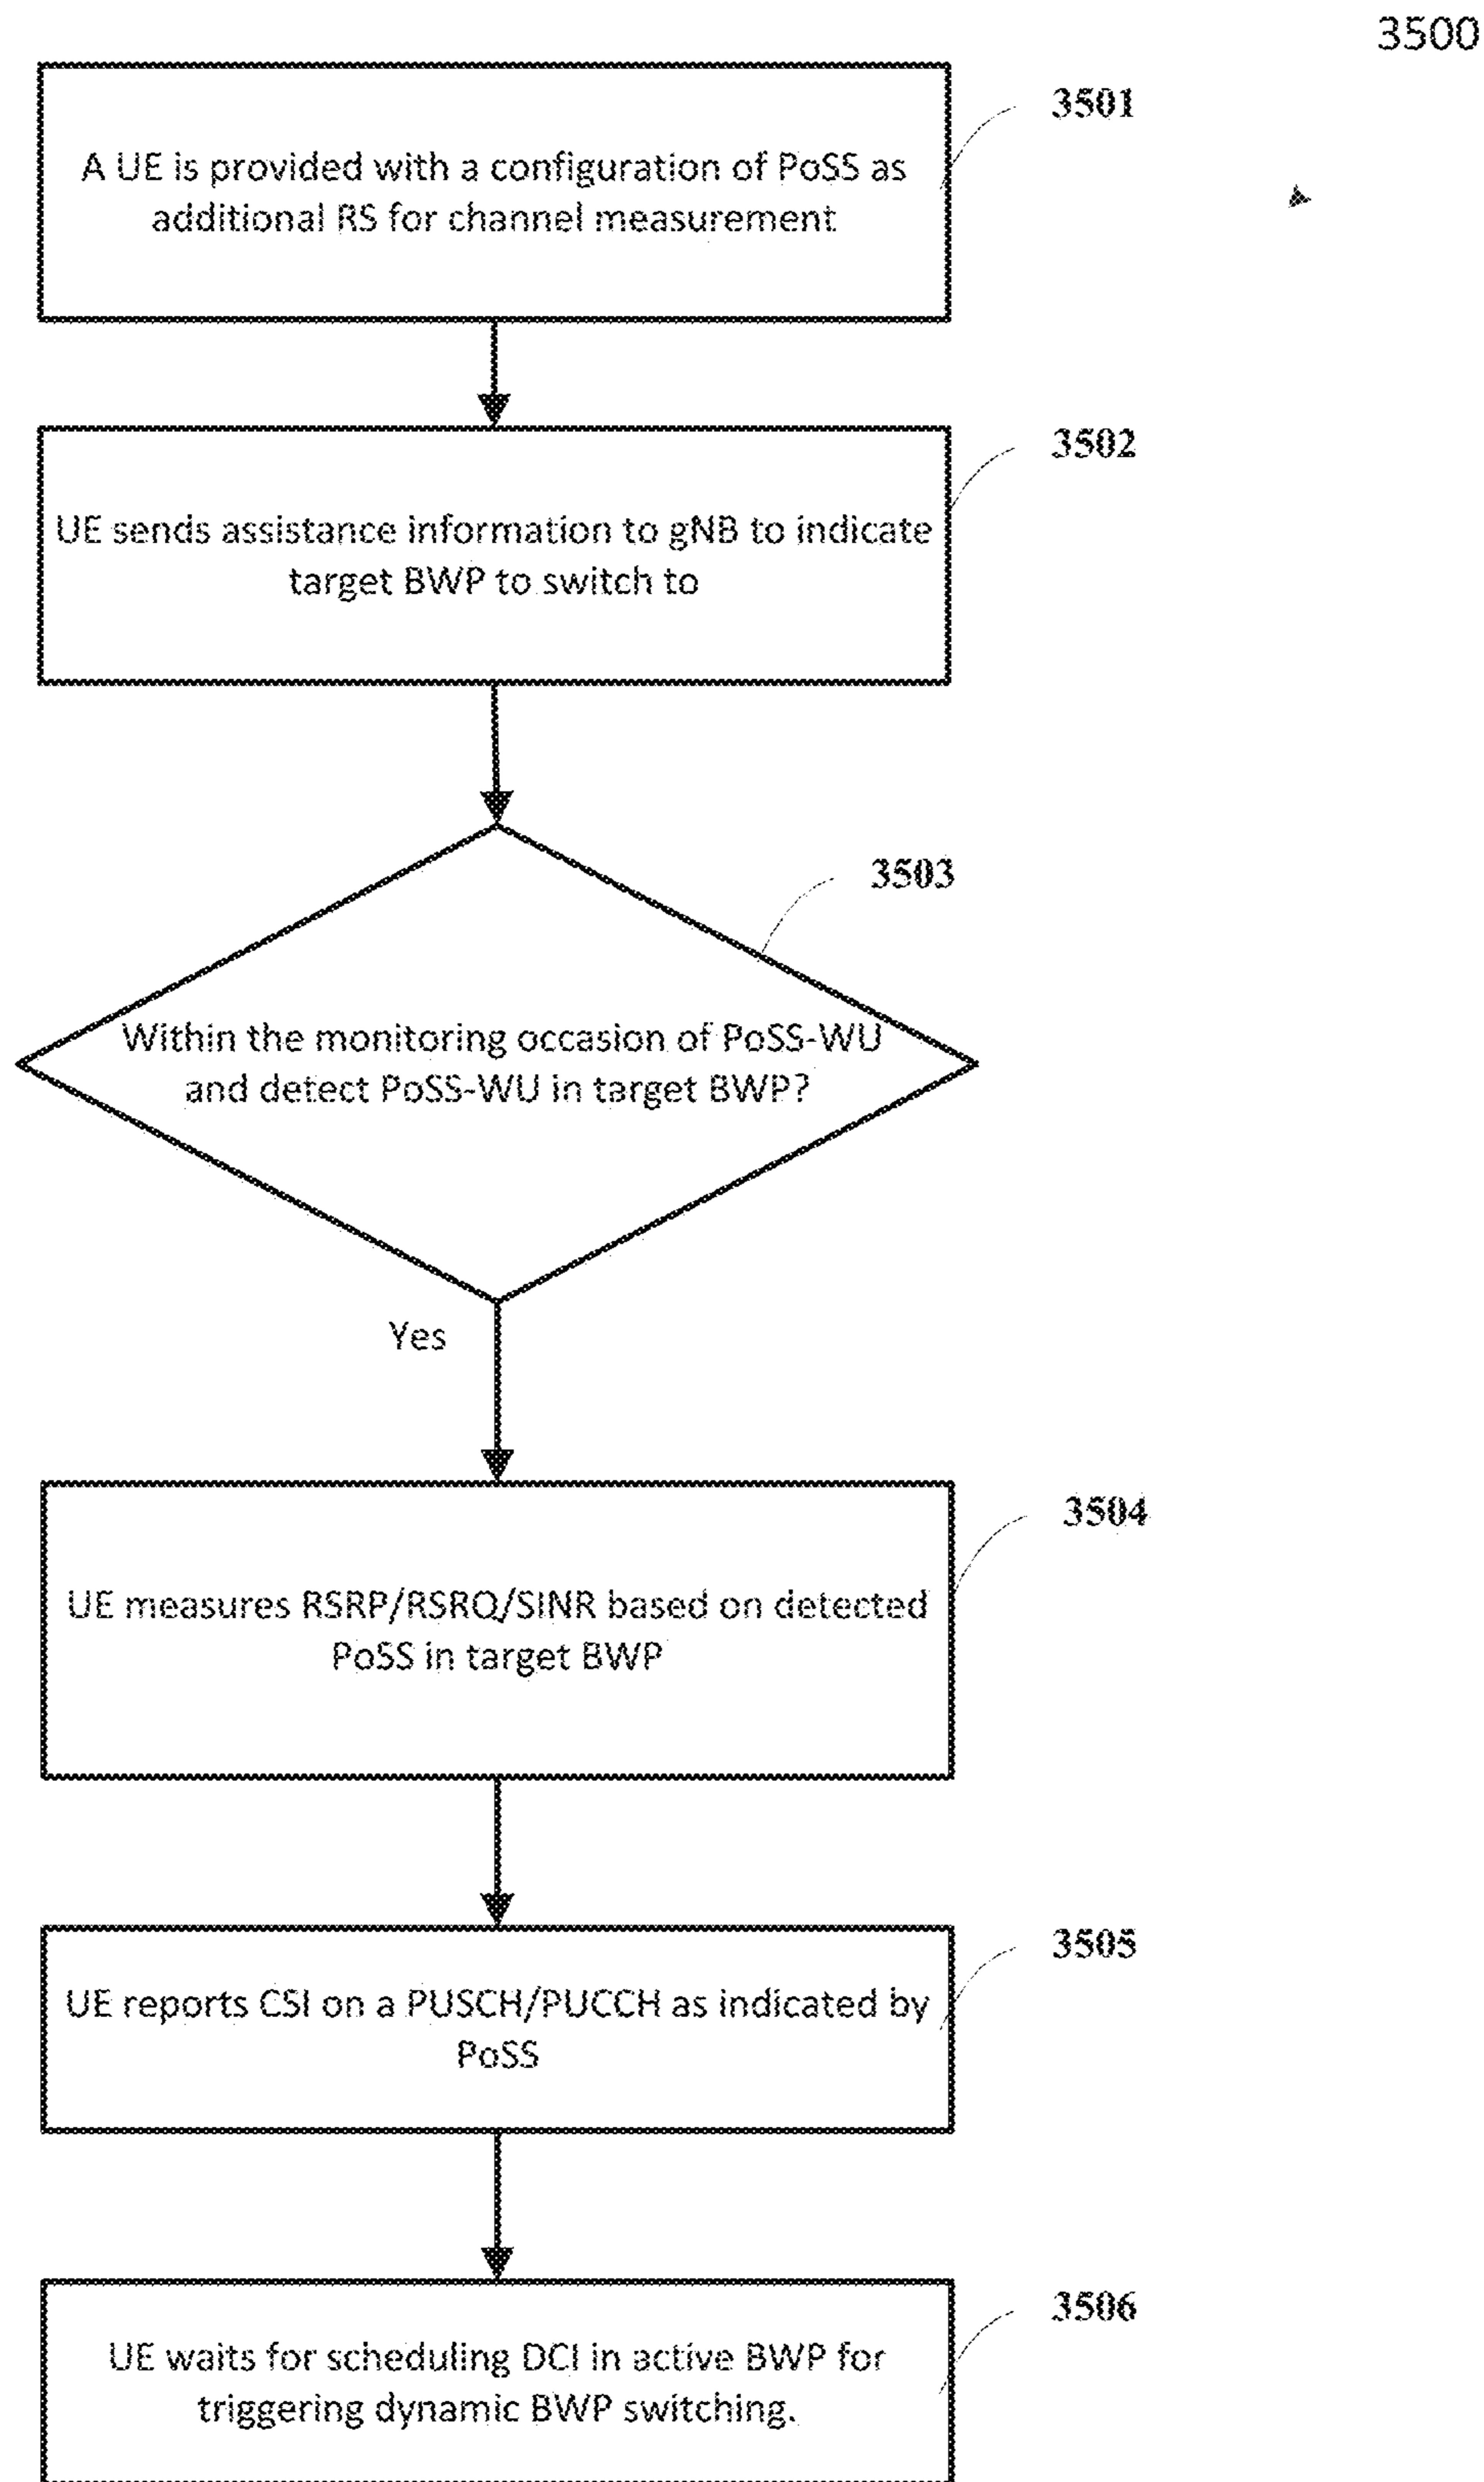 3500
3501
A UE is provided with a configuration of PoSS as
additional RS for channel measurement
3502
UE sends assistance information to gNB to indicate
target BWP to switch to
3503
Within the monitoring occasion of PoSS-WU
and detect PoSS-WU in target BWP?
Yes
3504
UE measures RSRP/RSRQ/SINR based on detected
PoSS in target BWP
3505
UE reports CSI on a PUSCH/PUCCH as indicated by
PoSS
3506
UE waits for scheduling DCI in active BWP for
triggering dynamic BWP switching.